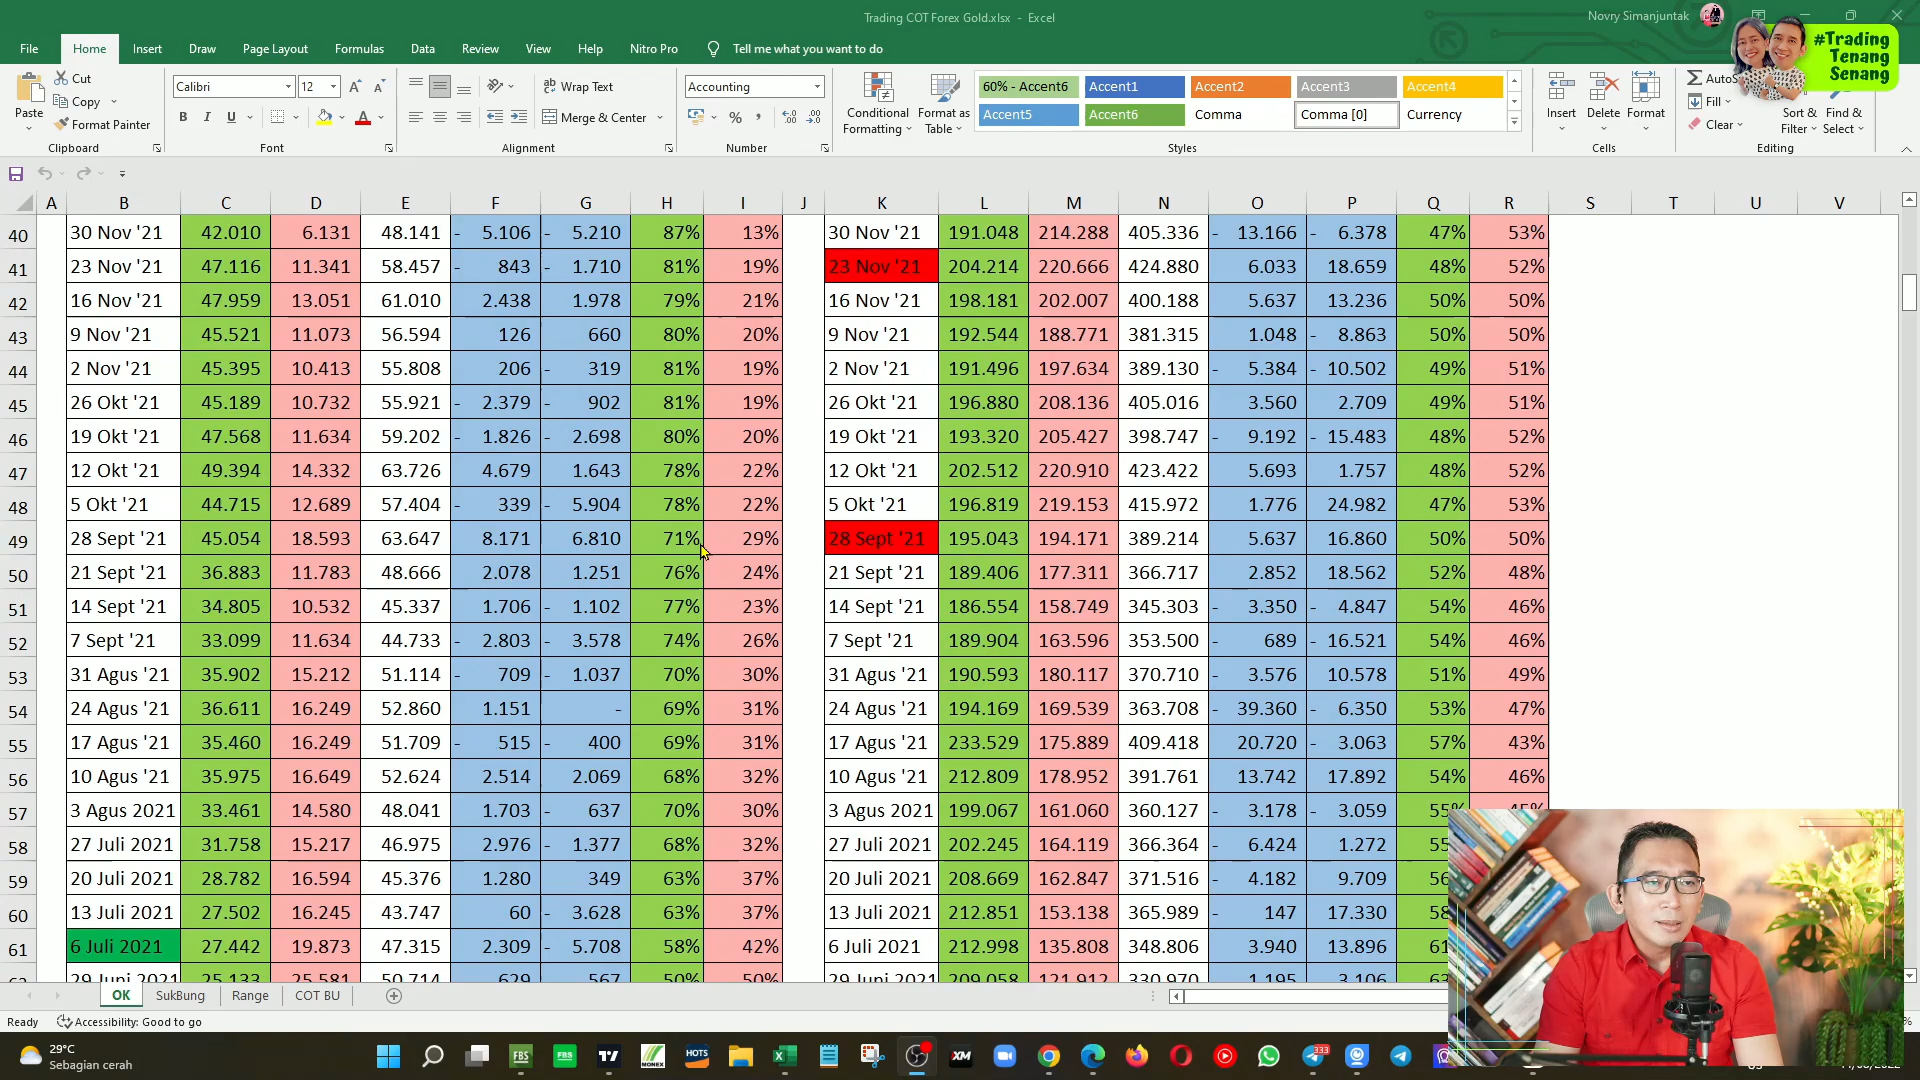 Trading COT Forex Gold.xlsx - Excel
Novry Simanjuntak
#Trading
Tenang
Senang
File Home Insert Draw Page Layout Formulas Data Review View Help Nitro Pro Tell me what you want to do
Paste Cut Copy Format Painter Clipboard
Calibri 12 B I U Font
Wrap Text Merge & Center Alignment
Accounting % Number
Conditional Formatting Format as Table
60% - Accent6 Accent1 Accent2 Accent3 Accent4
Accent5 Accent6 Comma Comma [0] Currency
Styles
Insert Delete Format Cells
Fill Clear Sort & Filter Find & Select Editing
A B C D E F G H I J K L M N O P Q R S T U V
40 30 Nov '21 42.010 6.131 48.141 - 5.106 - 5.210 87% 13% 30 Nov '21 191.048 214.288 405.336 - 13.166 - 6.378 47% 53%
41 23 Nov '21 47.116 11.341 58.457 - 843 - 1.710 81% 19% 23 Nov '21 204.214 220.666 424.880 6.033 18.659 48% 52%
42 16 Nov '21 47.959 13.051 61.010 2.438 1.978 79% 21% 16 Nov '21 198.181 202.007 400.188 5.637 13.236 50% 50%
43 9 Nov '21 45.521 11.073 56.594 126 660 80% 20% 9 Nov '21 192.544 188.771 381.315 1.048 - 8.863 50% 50%
44 2 Nov '21 45.395 10.413 55.808 206 - 319 81% 19% 2 Nov '21 191.496 197.634 389.130 - 5.384 - 10.502 49% 51%
45 26 Okt '21 45.189 10.732 55.921 - 2.379 - 902 81% 19% 26 Okt '21 196.880 208.136 405.016 3.560 2.709 49% 51%
46 19 Okt '21 47.568 11.634 59.202 - 1.826 - 2.698 80% 20% 19 Okt '21 193.320 205.427 398.747 - 9.192 - 15.483 48% 52%
47 12 Okt '21 49.394 14.332 63.726 4.679 1.643 78% 22% 12 Okt '21 202.512 220.910 423.422 5.693 1.757 48% 52%
48 5 Okt '21 44.715 12.689 57.404 - 339 - 5.904 78% 22% 5 Okt '21 196.819 219.153 415.972 1.776 24.982 47% 53%
49 28 Sept '21 45.054 18.593 63.647 8.171 6.810 71% 29% 28 Sept '21 195.043 194.171 389.214 5.637 16.860 50% 50%
50 21 Sept '21 36.883 11.783 48.666 2.078 1.251 76% 24% 21 Sept '21 189.406 177.311 366.717 2.852 18.562 52% 48%
51 14 Sept '21 34.805 10.532 45.337 1.706 - 1.102 77% 23% 14 Sept '21 186.554 158.749 345.303 - 3.350 - 4.847 54% 46%
52 7 Sept '21 33.099 11.634 44.733 - 2.803 - 3.578 74% 26% 7 Sept '21 189.904 163.596 353.500 - 689 - 16.521 54% 46%
53 31 Agus '21 35.902 15.212 51.114 - 709 - 1.037 70% 30% 31 Agus '21 190.593 180.117 370.710 - 3.576 10.578 51% 49%
54 24 Agus '21 36.611 16.249 52.860 1.151 - 69% 31% 24 Agus '21 194.169 169.539 363.708 - 39.360 - 6.350 53% 47%
55 17 Agus '21 35.460 16.249 51.709 - 515 - 400 69% 31% 17 Agus '21 233.529 175.889 409.418 20.720 - 3.063 57% 43%
56 10 Agus '21 35.975 16.649 52.624 2.514 2.069 68% 32% 10 Agus '21 212.809 178.952 391.761 13.742 17.892 54% 46%
57 3 Agus 2021 33.461 14.580 48.041 1.703 - 637 70% 30% 3 Agus 2021 199.067 161.060 360.127 - 3.178 - 3.059 55%
58 27 Juli 2021 31.758 15.217 46.975 2.976 - 1.377 68% 32% 27 Juli 2021 202.245 164.119 366.364 - 6.424 1.272 55
59 20 Juli 2021 28.782 16.594 45.376 1.280 349 63% 37% 20 Juli 2021 208.669 162.847 371.516 - 4.182 9.709 56
60 13 Juli 2021 27.502 16.245 43.747 60 - 3.628 63% 37% 13 Juli 2021 212.851 153.138 365.989 - 147 17.330 58
61 6 Juli 2021 27.442 19.873 47.315 2.309 - 5.708 58% 42% 6 Juli 2021 212.998 135.808 348.806 3.940 13.896 61
29 Juni 2021 25.133 25.581 50.714 629 567 50% 50% 29 Juni 2021 209.058 121.912 330.970 1.195 3.106
OK SukBung Range COT BU
Ready Accessibility: Good to go
29°C
Sebagian cerah
FBS FBS MONEX HOTS XM 333